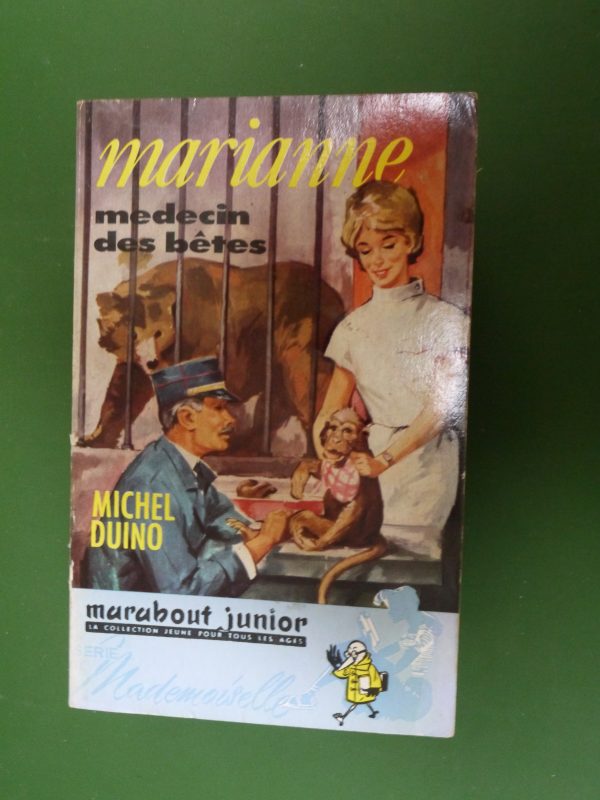 marianne
medecin
des bêtes
MICHEL
DUINO
marabout junior
LA COLLECTION JEUNE POUR TOUS LES AGES
SERIE
Mademoiselle